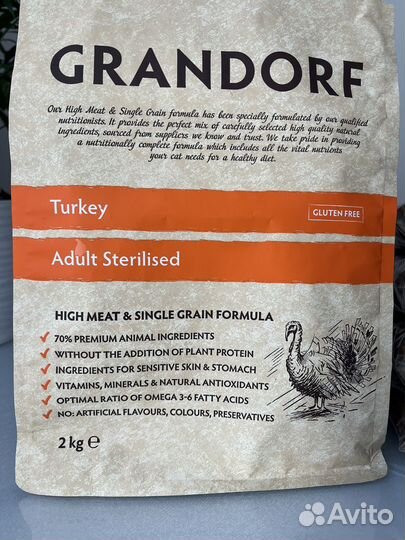 GRANDORF
Our High Meat & Single Grain formula has been specially formulated by our qualified
nutritionists. It provides the perfect mix of carefully selected high quality natural
ingredients, sourced from suppliers we know and trust. We take pride in providing
a nutritionally complete formula which includes all the vital nutrients
your cat needs for a healthy diet.
Turkey
GLUTEN FREE
Adult Sterilised
HIGH MEAT & SINGLE GRAIN FORMULA
70% PREMIUM ANIMAL INGREDIENTS
WITHOUT THE ADDITION OF PLANT PROTEIN
INGREDIENTS FOR SENSITIVE SKIN & STOMACH
VITAMINS, MINERALS & NATURAL ANTIOXIDANTS
OPTIMAL RATIO OF OMEGA 3-6 FATTY ACIDS
NO: ARTIFICIAL FLAVOURS, COLOURS, PRESERVATIVES
2 kg ℮
Avito